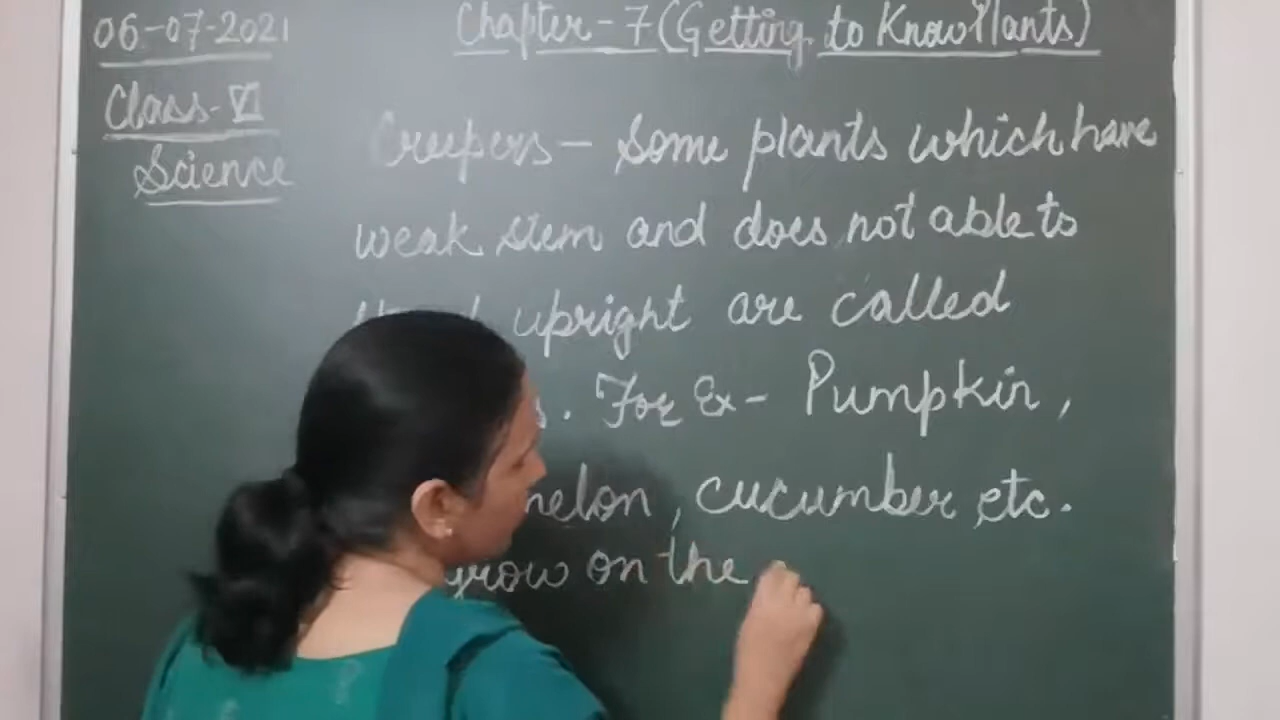 06-07-2021
Chapter-7 (Getting to Know Plants)
Class-VI
Science
Creepers - Some plants which have
weak stem and does not able to
upright are called
. For Ex - Pumpkin,
melon, cucumber etc.
grow on the